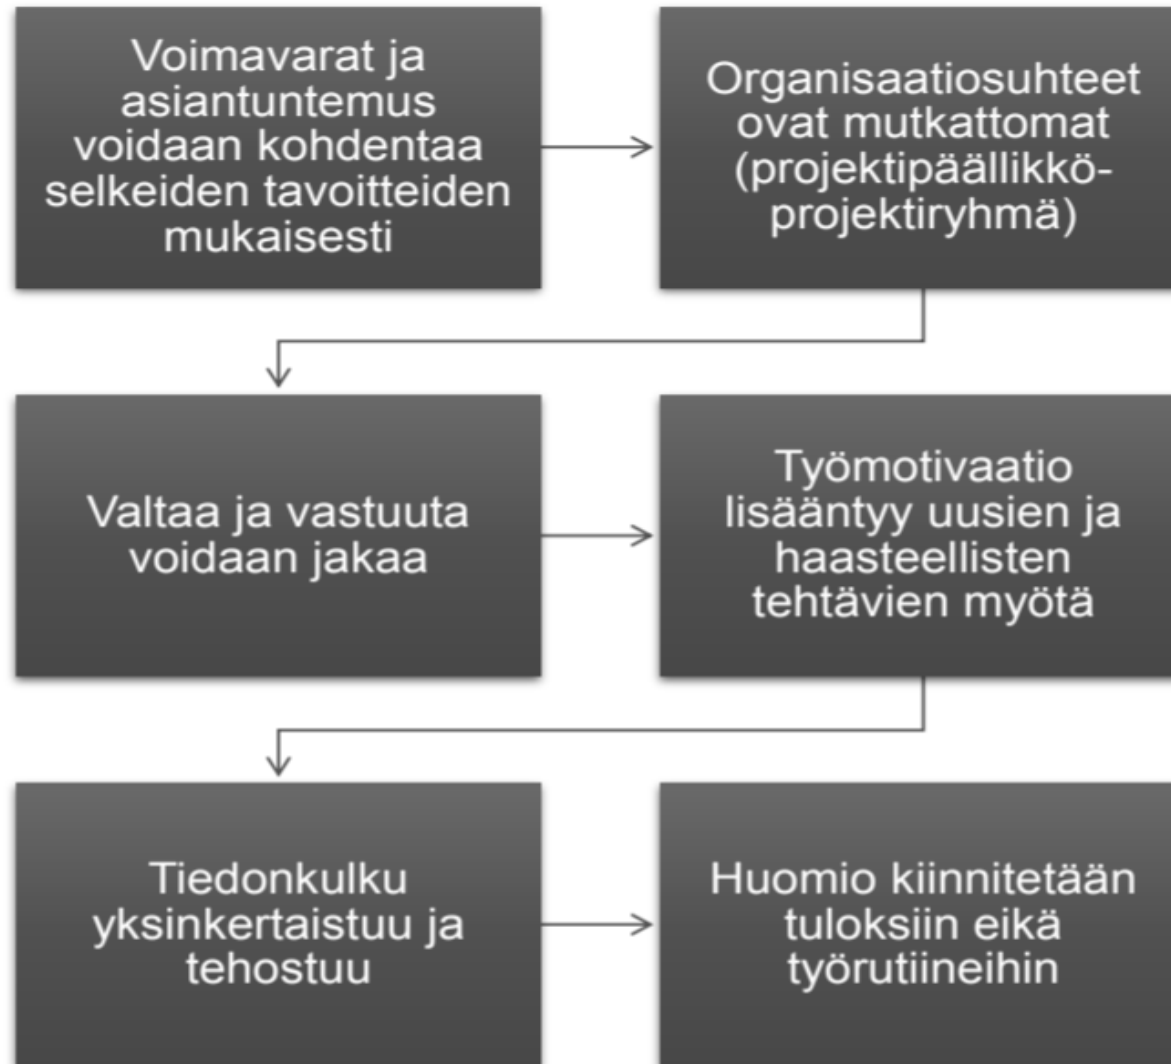 Voimavarat ja
asiantuntemus
voidaan kohdentaa
selkeiden tavoitteiden
mukaisesti
Organisaatiosuhteet
ovat mutkattomat
(projektipäällikkö-
projektiryhmä)
Valtaa ja vastuuta
voidaan jakaa
Työmotivaatio
lisääntyy uusien ja
haasteellisten
tehtävien myötä
Tiedonkulku
yksinkertaistuu ja
tehostuu
Huomio kiinnitetään
tuloksiin eikä
työrutiineihin